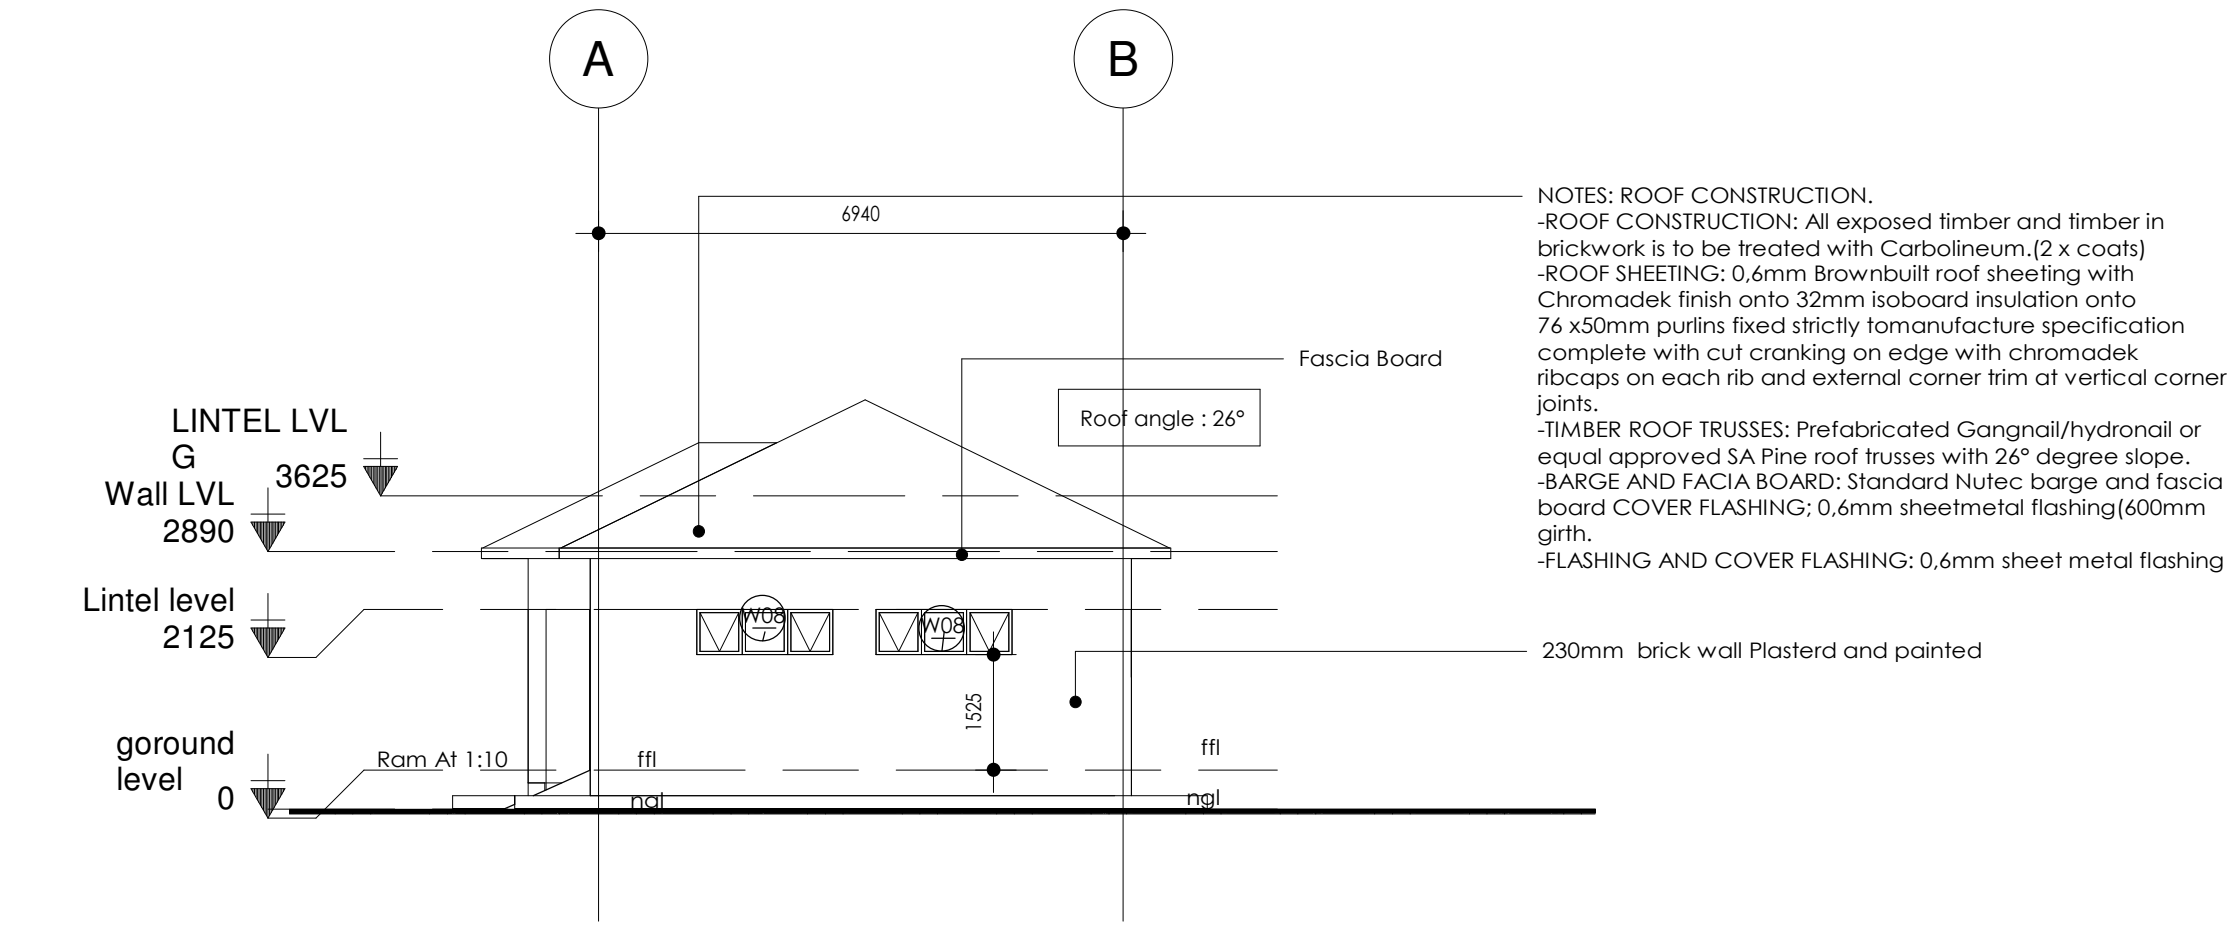 A
B
6940
NOTES: ROOF CONSTRUCTION.
-ROOF CONSTRUCTION: All exposed timber and timber in
brickwork is to be treated with Carbolineum.(2 x coats)
-ROOF SHEETING: 0,6mm Brownbuilt roof sheeting with
Chromadek finish onto 32mm isoboard insulation onto
76 x50mm purlins fixed strictly tomanufacture specification
complete with cut cranking on edge with chromadek
ribcaps on each rib and external corner trim at vertical corner
joints.
-TIMBER ROOF TRUSSES: Prefabricated Gangnail/hydronail or
equal approved SA Pine roof trusses with 26° degree slope.
-BARGE AND FACIA BOARD: Standard Nutec barge and fascia
board COVER FLASHING; 0,6mm sheetmetal flashing(600mm
girth.
-FLASHING AND COVER FLASHING: 0,6mm sheet metal flashing
Fascia Board
Roof angle : 26°
LINTEL LVL
G
3625
Wall LVL
2890
Lintel level
2125
W08
W08
230mm  brick wall Plasterd and painted
1525
goround
level
0
Ram At 1:10
ffl
ffl
ngl
ngl